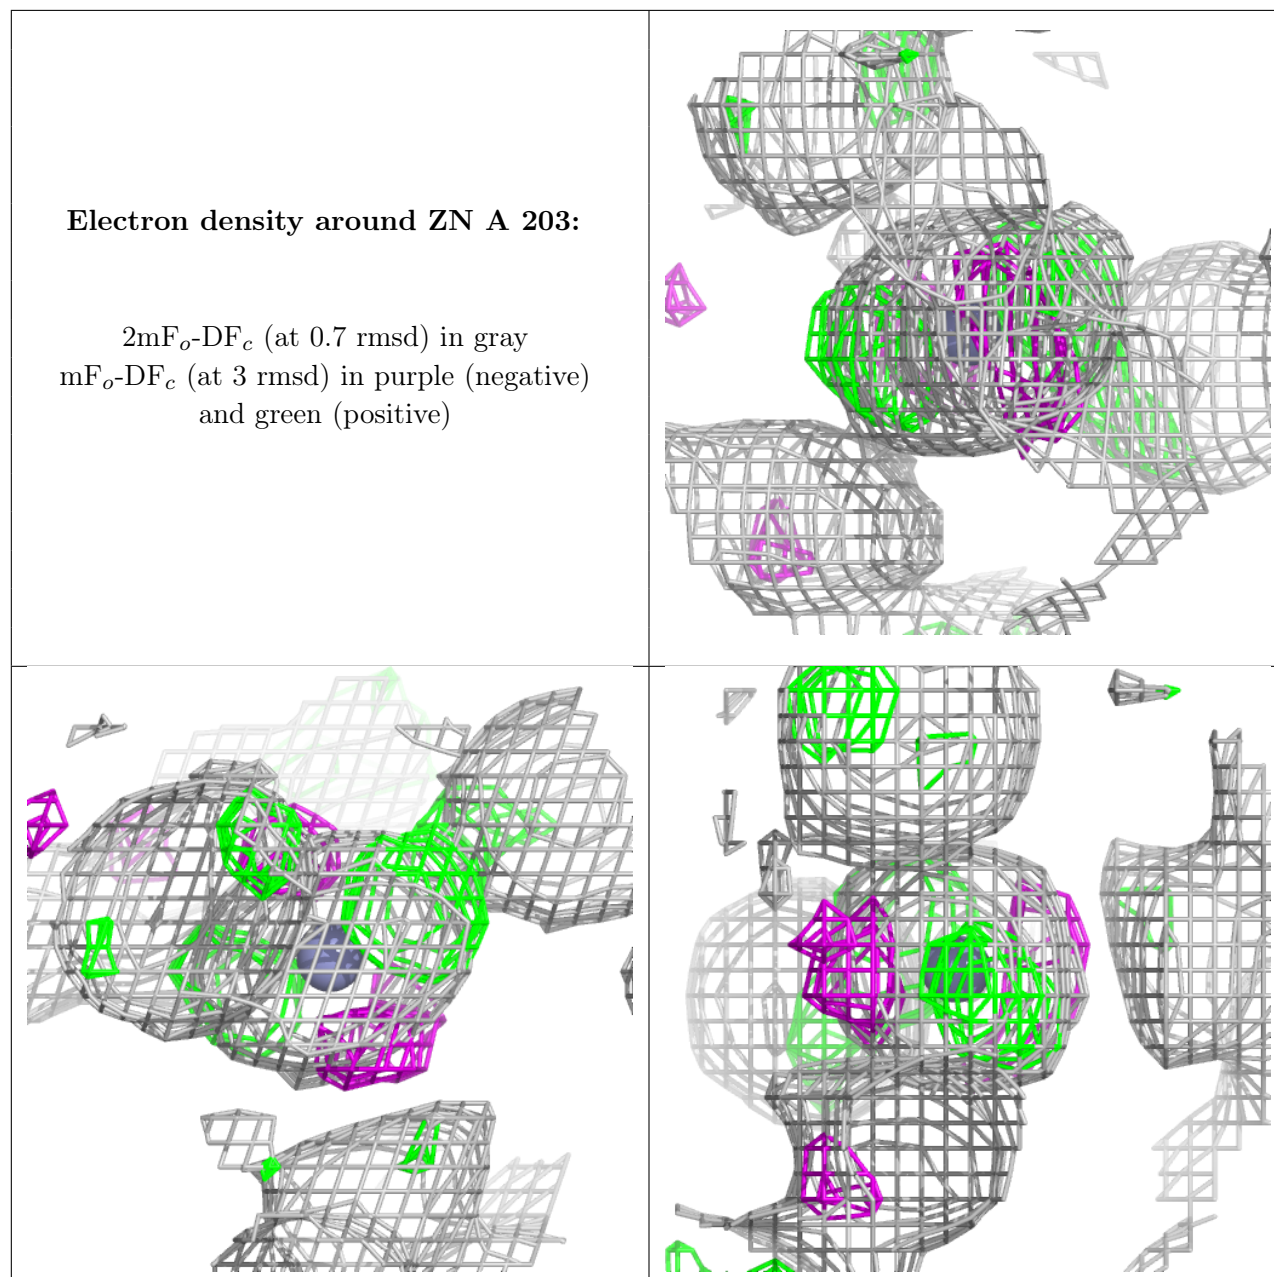 Electron density around ZN A 203:
2mFₒ-DF𝒸 (at 0.7 rmsd) in gray
mFₒ-DF𝒸 (at 3 rmsd) in purple (negative)
and green (positive)